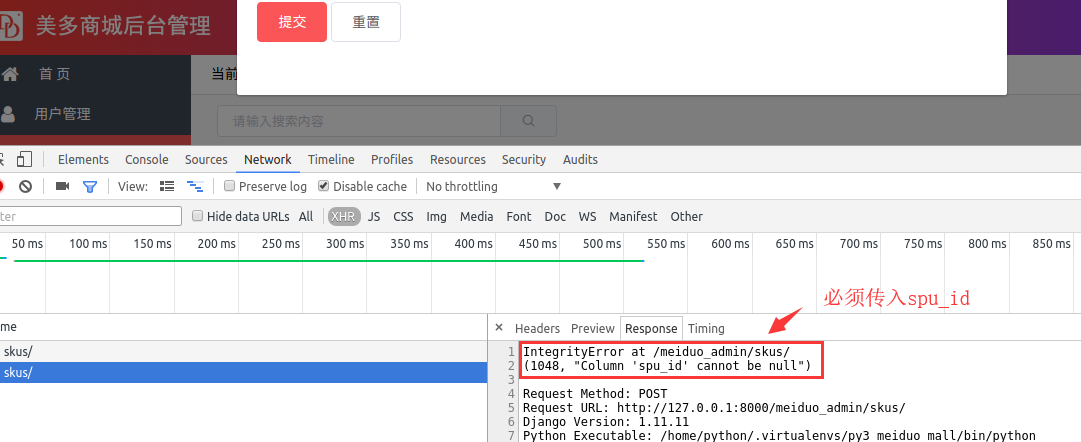 提交 重置
美多商城后台管理
首 页
当前
用户管理
请输入搜索内容
Elements Console Sources Network Timeline Profiles Resources Security Audits
View: Preserve log Disable cache No throttling
ter Hide data URLs All XHR JS CSS Img Media Font Doc WS Manifest Other
50 ms 100 ms 150 ms 200 ms 250 ms 300 ms 350 ms 400 ms 450 ms 500 ms 550 ms 600 ms 650 ms 700 ms 750 ms 800 ms 850 ms
必须传入spu_id
me × Headers Preview Response Timing
skus/
skus/
1 IntegrityError at /meiduo_admin/skus/
2 (1048, "Column 'spu_id' cannot be null")
3
4 Request Method: POST
5 Request URL: http://127.0.0.1:8000/meiduo_admin/skus/
6 Django Version: 1.11.11
7 Python Executable: /home/python/.virtualenvs/py3_meiduo_mall/bin/python